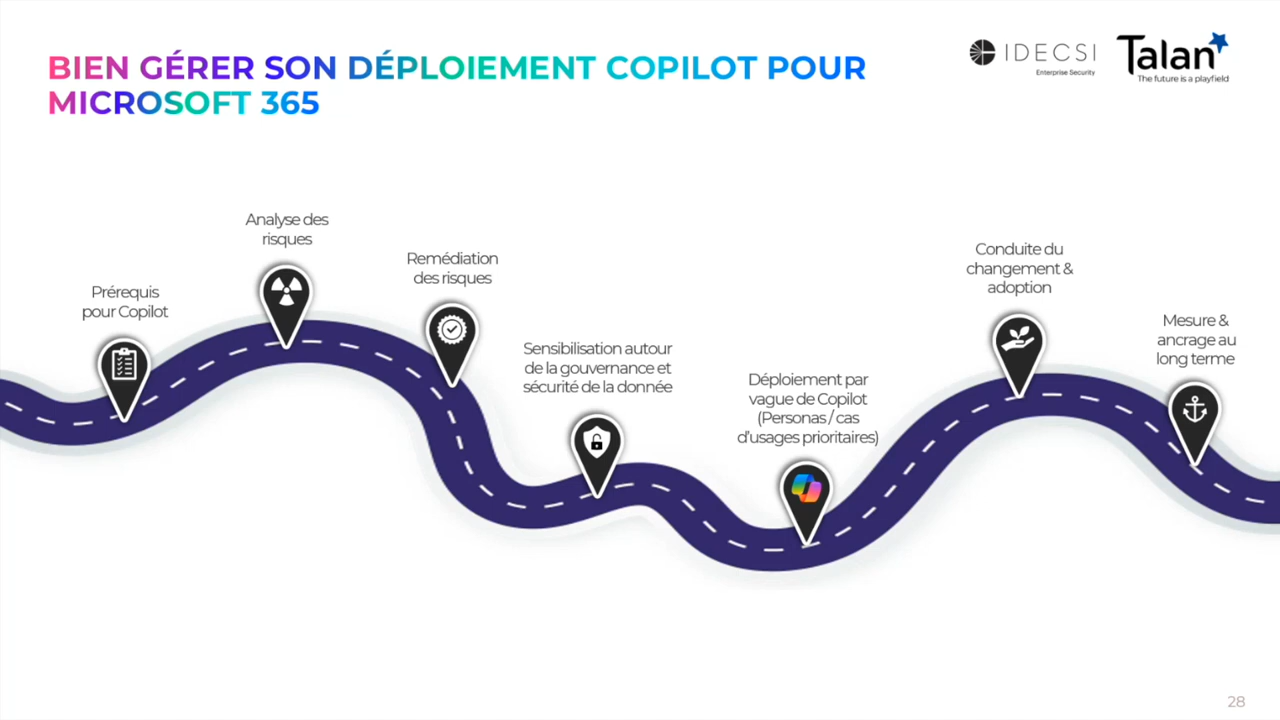 BIEN GÉRER SON DÉPLOIEMENT COPILOT POUR
MICROSOFT 365
IDECSI
Enterprise Security
Talan
The future is a playfield
Prérequis
pour Copilot
Analyse des
risques
Remédiation
des risques
Sensibilisation autour
de la gouvernance et
sécurité de la donnée
Déploiement par
vague de Copilot
(Personas / cas
d'usages prioritaires)
Conduite du
changement &
adoption
Mesure &
ancrage au
long terme
28